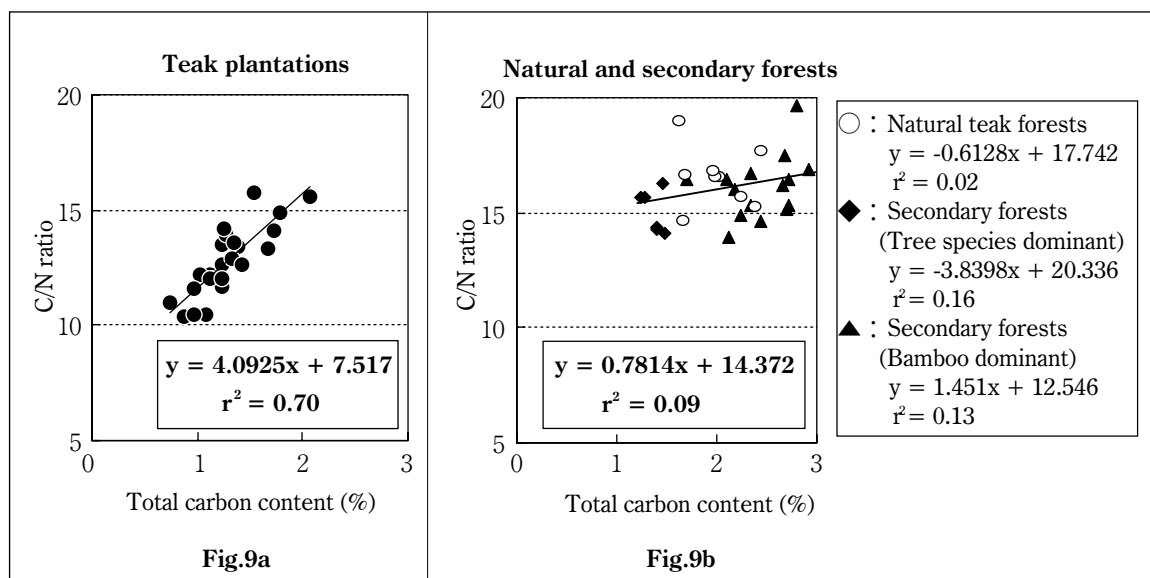 Teak plantations
20
15
10
5
C/N ratio
y = 4.0925x + 7.517
r² = 0.70
0 1 2 3
Total carbon content (%)
Fig.9a
Natural and secondary forests
20
15
10
5
C/N ratio
y = 0.7814x + 14.372
r² = 0.09
0 1 2 3
Total carbon content (%)
Fig.9b
○ : Natural teak forests
y = -0.6128x + 17.742
r² = 0.02
◆ : Secondary forests
(Tree species dominant)
y = -3.8398x + 20.336
r² = 0.16
▲ : Secondary forests
(Bamboo dominant)
y = 1.451x + 12.546
r² = 0.13